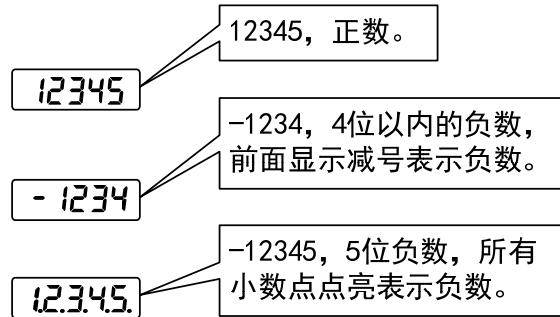 12345，正数。
12345
-1234，4位以内的负数，
前面显示减号表示负数。
- 1234
-12345，5位负数，所有
小数点点亮表示负数。
1.2.3.4.5.